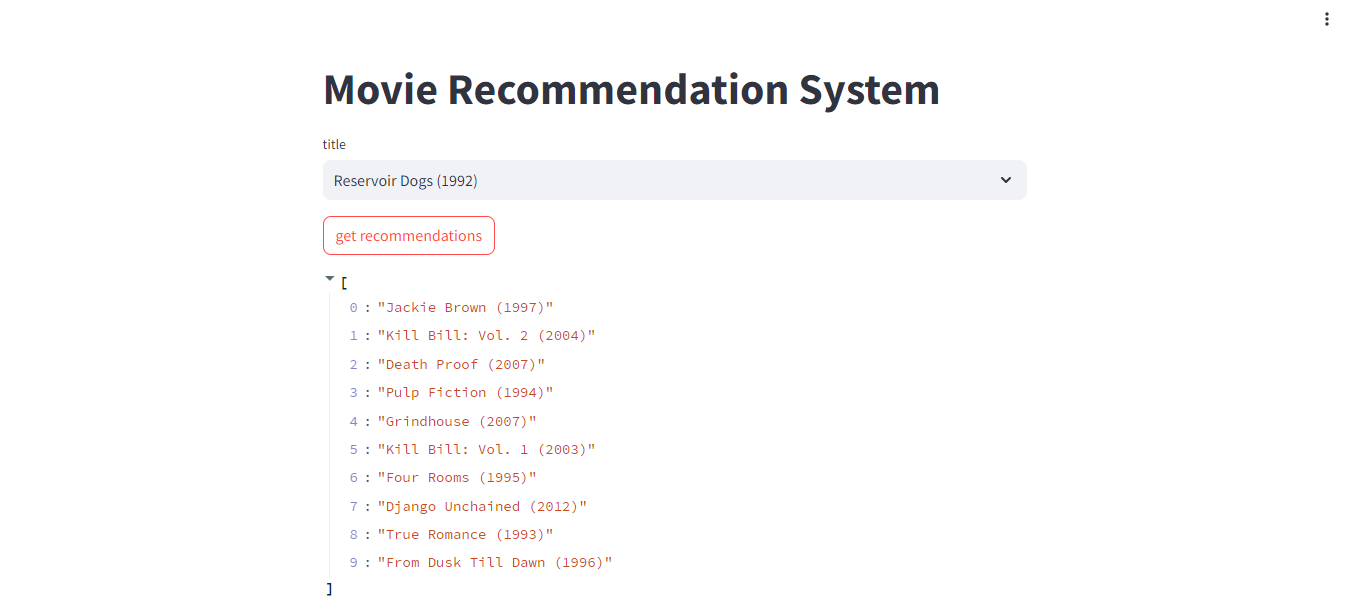 Movie Recommendation System
title
Reservoir Dogs (1992)
get recommendations
[
0 : "Jackie Brown (1997)"
1 : "Kill Bill: Vol. 2 (2004)"
2 : "Death Proof (2007)"
3 : "Pulp Fiction (1994)"
4 : "Grindhouse (2007)"
5 : "Kill Bill: Vol. 1 (2003)"
6 : "Four Rooms (1995)"
7 : "Django Unchained (2012)"
8 : "True Romance (1993)"
9 : "From Dusk Till Dawn (1996)"
]